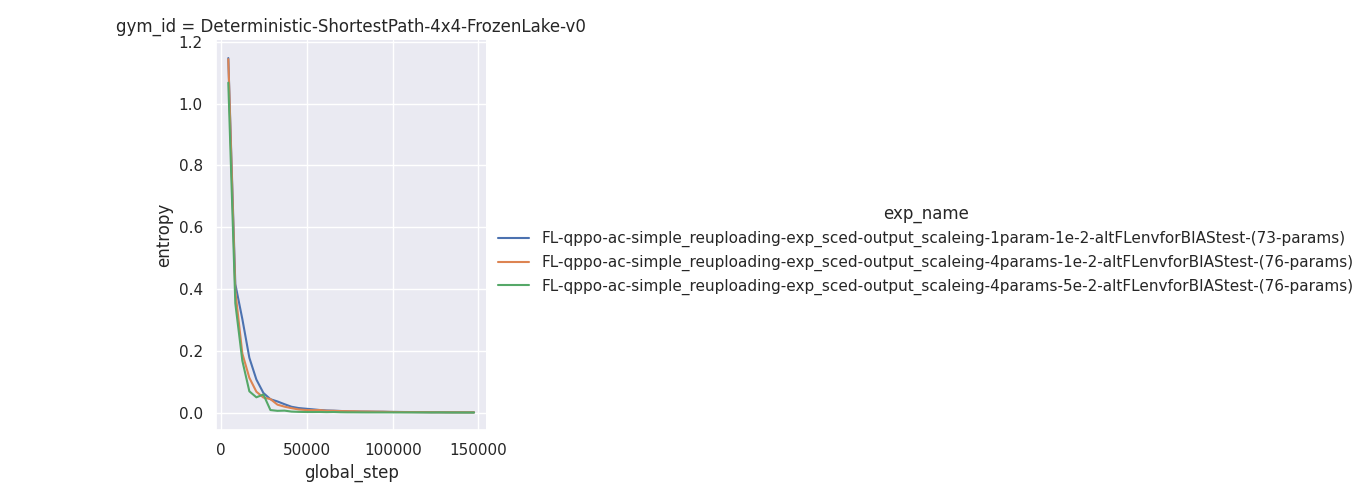 gym_id = Deterministic-ShortestPath-4x4-FrozenLake-v0
1.2
1.0
0.8
0.6
0.4
0.2
0.0
entropy
0 50000 100000 150000
global_step
exp_name
FL-qppo-ac-simple_reuploading-exp_sced-output_scaleing-1param-1e-2-altFLenvforBIAStest-(73-params)
FL-qppo-ac-simple_reuploading-exp_sced-output_scaleing-4params-1e-2-altFLenvforBIAStest-(76-params)
FL-qppo-ac-simple_reuploading-exp_sced-output_scaleing-4params-5e-2-altFLenvforBIAStest-(76-params)